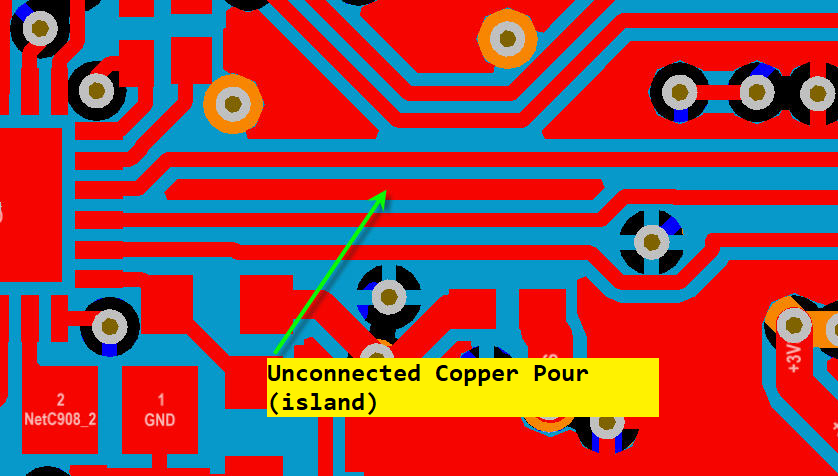 Unconnected Copper Pour
(island)
2
NetC908_2
1
GND
+3V